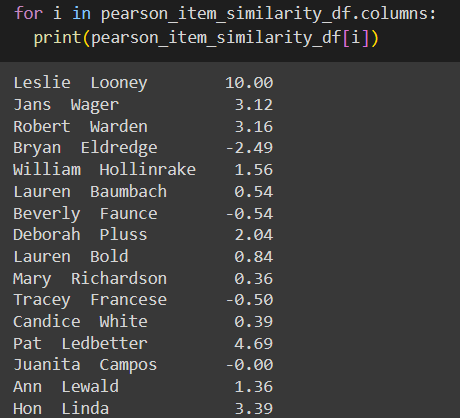 for i in pearson_item_similarity_df.columns:
  print(pearson_item_similarity_df[i])
Leslie  Looney        10.00
Jans  Wager            3.12
Robert  Warden         3.16
Bryan  Eldredge       -2.49
William  Hollinrake    1.56
Lauren  Baumbach       0.54
Beverly  Faunce       -0.54
Deborah  Pluss         2.04
Lauren  Bold           0.84
Mary  Richardson       0.36
Tracey  Francese      -0.50
Candice  White         0.39
Pat  Ledbetter         4.69
Juanita  Campos       -0.00
Ann  Lewald            1.36
Hon  Linda             3.39